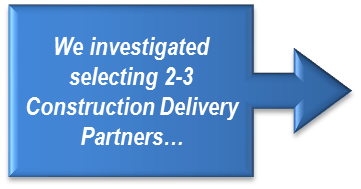 We investigated
selecting 2-3
Construction Delivery
Partners…